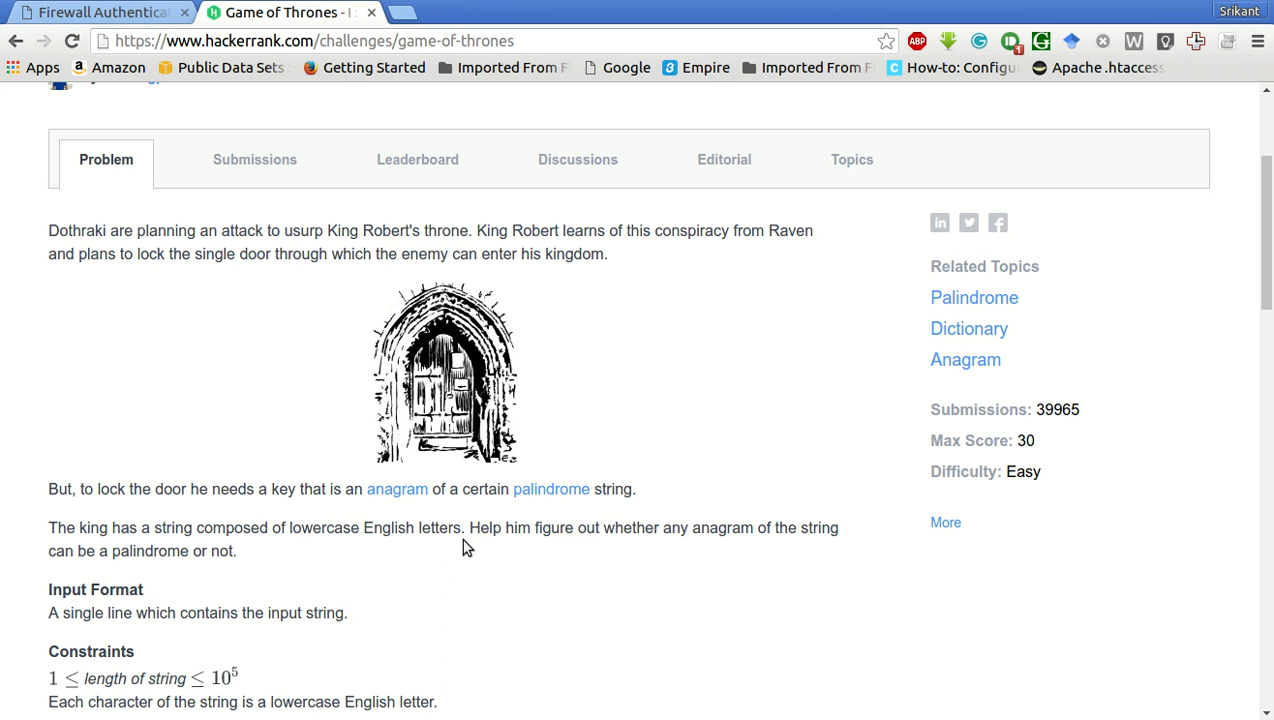 Firewall Authenticat
Game of Thrones - I :
Srikant
https://www.hackerrank.com/challenges/game-of-thrones
ABP
1
G
W
Apps
Amazon
Public Data Sets
Getting Started
Imported From F
Google
3 Empire
Imported From F
C How-to: Configu
Apache .htaccess
Problem
Submissions
Leaderboard
Discussions
Editorial
Topics
Dothraki are planning an attack to usurp King Robert's throne. King Robert learns of this conspiracy from Raven
and plans to lock the single door through which the enemy can enter his kingdom.
But, to lock the door he needs a key that is an anagram of a certain palindrome string.
The king has a string composed of lowercase English letters. Help him figure out whether any anagram of the string
can be a palindrome or not.
Input Format
A single line which contains the input string.
Constraints
1 ≤ length of string ≤ 10⁵
Each character of the string is a lowercase English letter.
in
Related Topics
Palindrome
Dictionary
Anagram
Submissions: 39965
Max Score: 30
Difficulty: Easy
More